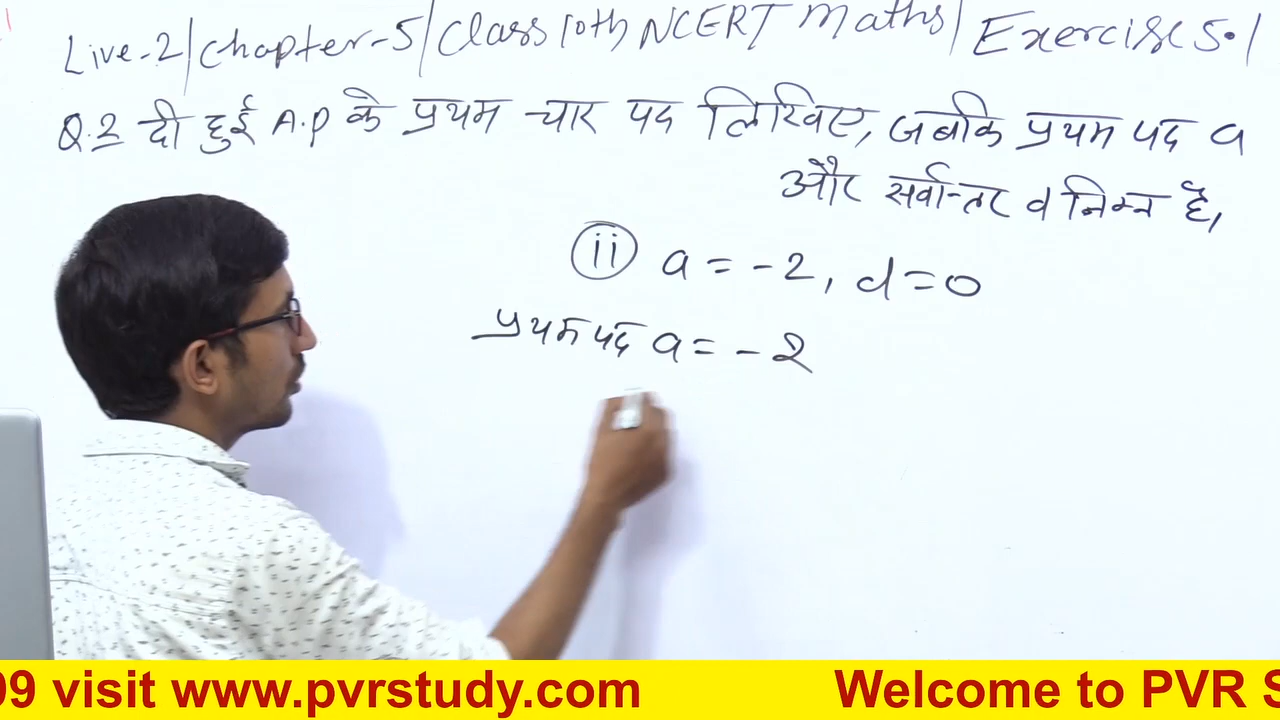 Live-2/Chapter-5/Class 10th NCERT Maths/ Exercise 5.1
Q.2 दी हुई A.P के प्रथम चार पद लिखिए, जबकि प्रथम पद a
और सर्वान्तर d निम्न है,
ii a = -2, d = 0
प्रथम पद a = -2
09 visit www.pvrstudy.com Welcome to PVR S